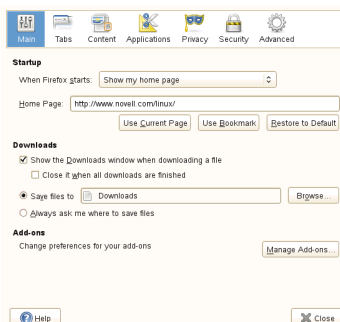 Main Tabs Content Applications Privacy Security Advanced
Startup
When Firefox starts: Show my home page
Home Page: http://www.novell.com/linux/
Use Current Page Use Bookmark Restore to Default
Downloads
Show the Downloads window when downloading a file
Close it when all downloads are finished
Save files to Downloads Browse...
Always ask me where to save files
Add-ons
Change preferences for your add-ons
Manage Add-ons...
Help Close